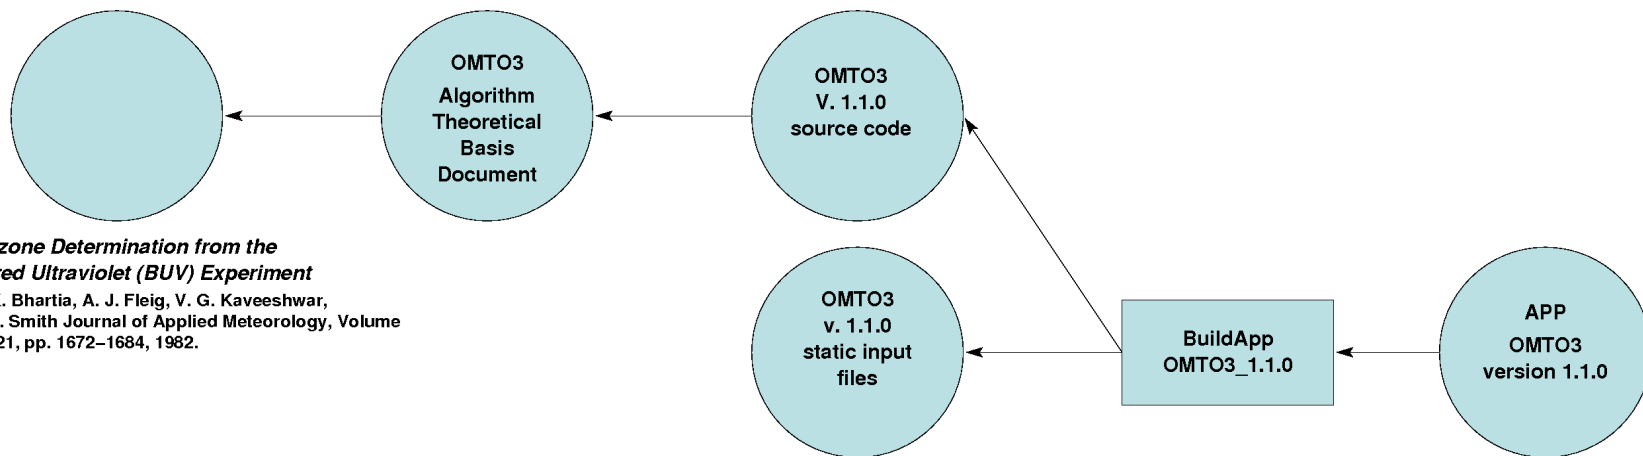 OMTO3
Algorithm
Theoretical
Basis
Document
OMTO3
V. 1.1.0
source code
zone Determination from the
red Ultraviolet (BUV) Experiment
. Bhartia, A. J. Fleig, V. G. Kaveeshwar,
. Smith Journal of Applied Meteorology, Volume
21, pp. 1672–1684, 1982.
OMTO3
v. 1.1.0
static input
files
BuildApp
OMTO3_1.1.0
APP
OMTO3
version 1.1.0